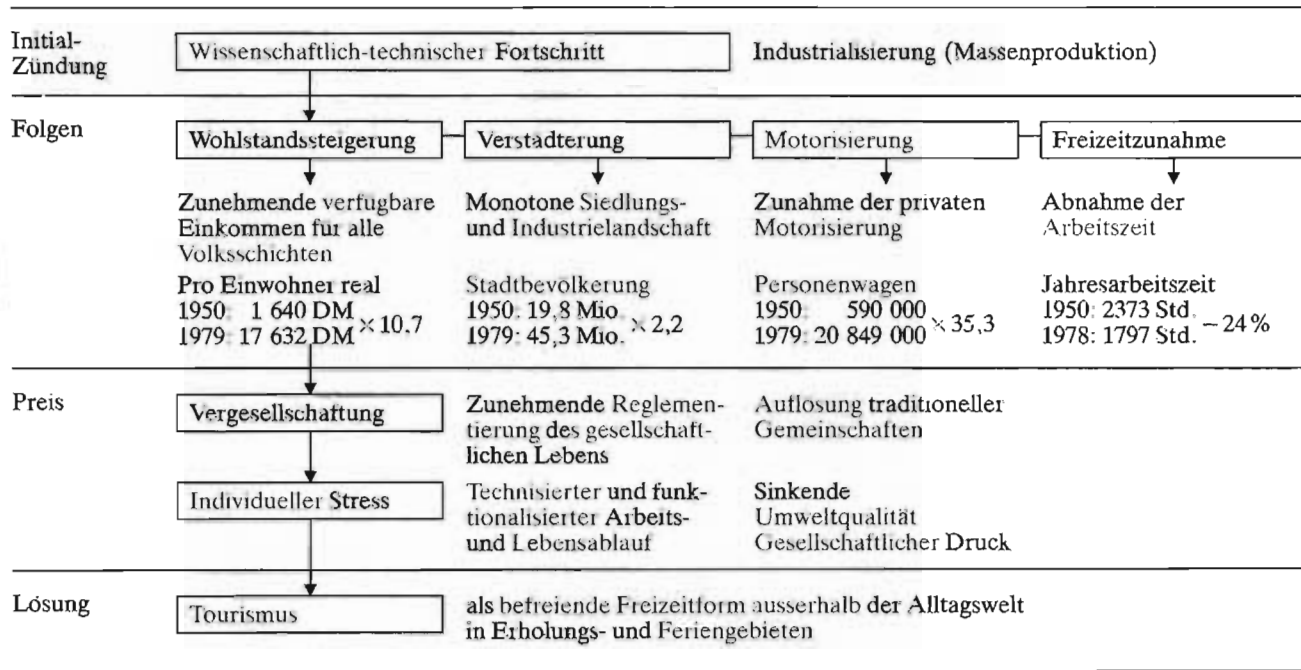 Initial-
Zündung
Wissenschaftlich-technischer Fortschritt
Industrialisierung (Massenproduktion)
Folgen
Wohlstandssteigerung
Verstädterung
Motorisierung
Freizeitzunahme
Zunehmende verfügbare
Einkommen für alle
Volksschichten
Pro Einwohner real
1950: 1 640 DM
1979: 17 632 DM
× 10,7
Monotone Siedlungs-
und Industrielandschaft
Stadtbevölkerung
1950: 19,8 Mio.
1979: 45,3 Mio.
× 2,2
Zunahme der privaten
Motorisierung
Personenwagen
1950: 590 000
1979: 20 849 000
× 35,3
Abnahme der
Arbeitszeit
Jahresarbeitszeit
1950: 2373 Std.
1978: 1797 Std.
– 24 %
Preis
Vergesellschaftung
Zunehmende Reglemen-
tierung des gesellschaft-
lichen Lebens
Auflösung traditioneller
Gemeinschaften
Individueller Stress
Technisierter und funk-
tionalisierter Arbeits-
und Lebensablauf
Sinkende
Umweltqualität
Gesellschaftlicher Druck
Lösung
Tourismus
als befreiende Freizeitform ausserhalb der Alltagswelt
in Erholungs- und Feriengebieten